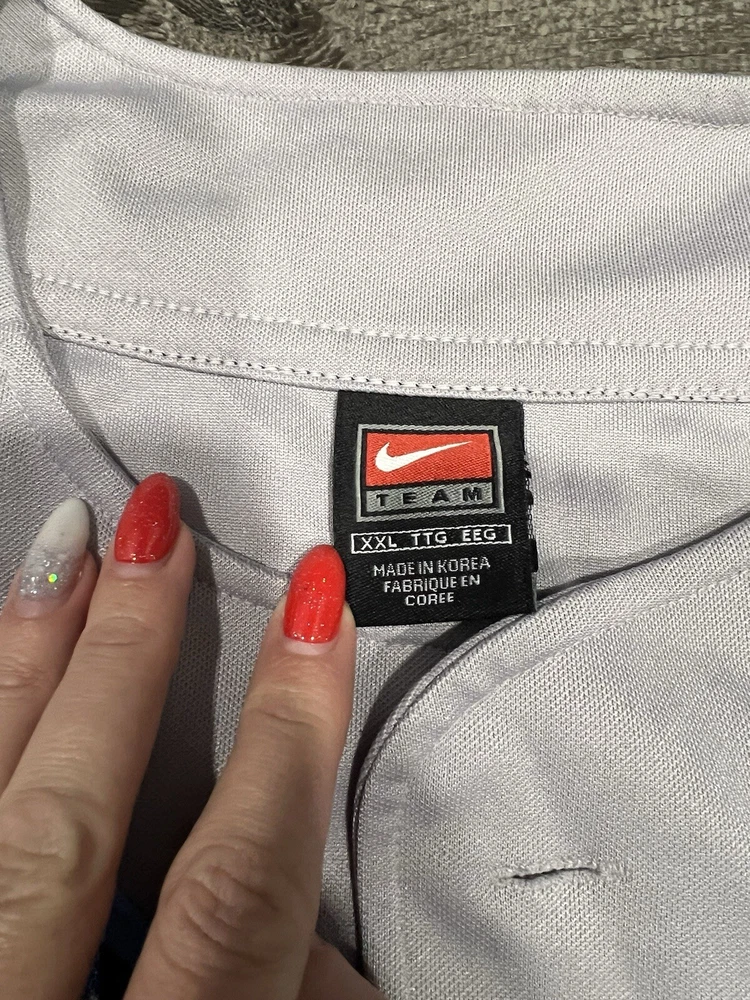 TEAM
XXL TTG EEG
MADE IN KOREA
FABRIQUE EN
COREE